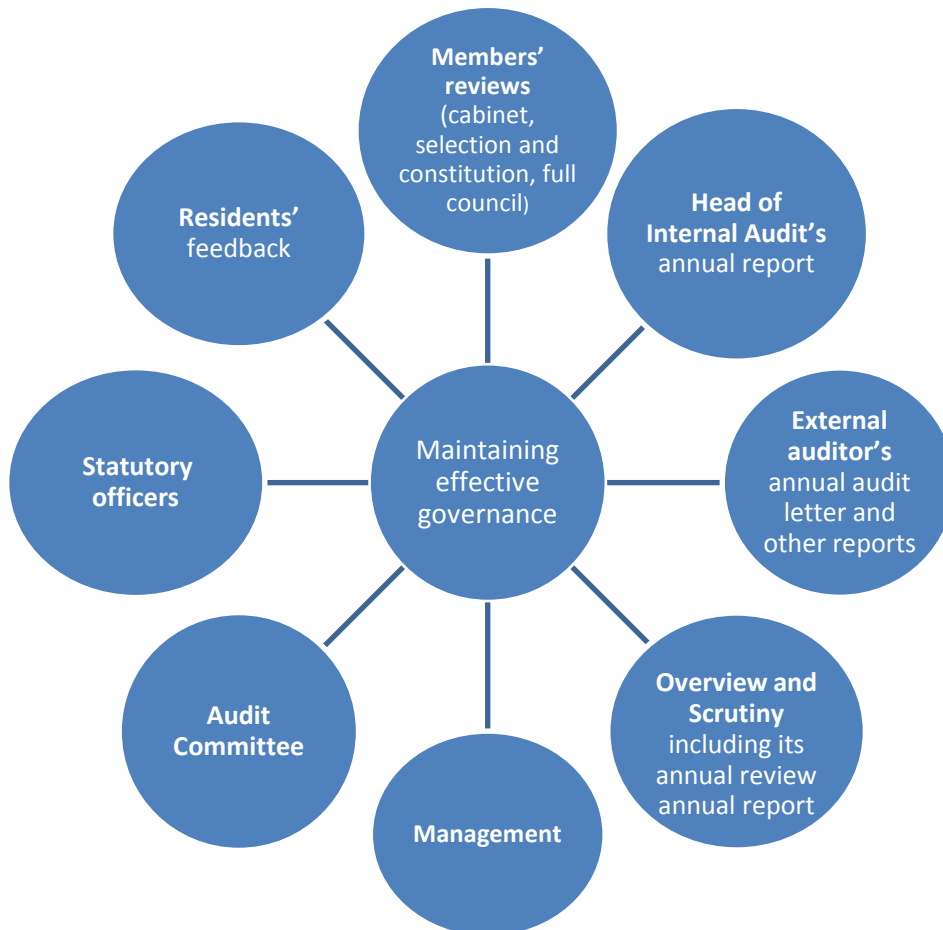 Members’
reviews
(cabinet,
selection and
constitution, full
council)
Head of
Internal Audit’s
annual report
External
auditor’s
annual audit
letter and
other reports
Overview and
Scrutiny
including its
annual review
annual report
Management
Audit
Committee
Statutory
officers
Residents’
feedback
Maintaining
effective
governance